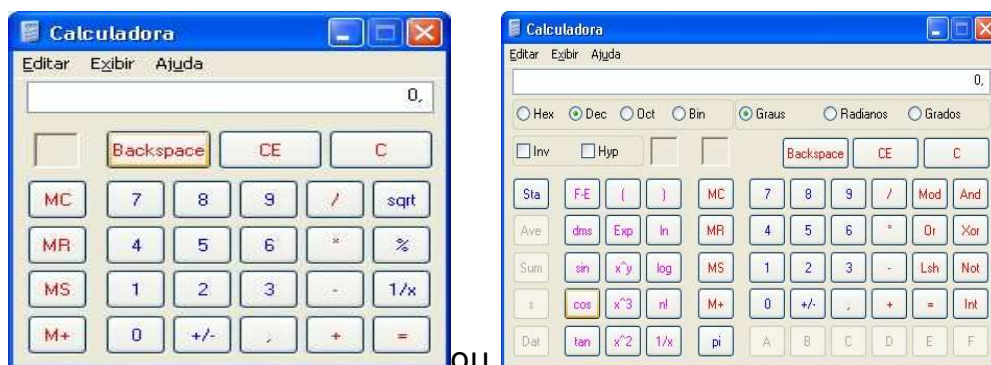 Calculadora
Editar Exibir Ajuda
0,
Backspace CE C
MC 7 8 9 / sqrt
MR 4 5 6 * %
MS 1 2 3 - 1/x
M+ 0 +/- , + =
ou
Calculadora
Editar Exibir Ajuda
0,
Hex Dec Oct Bin Graus Radianos Grados
Inv Hyp Backspace CE C
Sta F-E ( ) MC 7 8 9 / Mod And
Ave dms Exp ln MR 4 5 6 * Or Xor
Sum sin x^y log MS 1 2 3 - Lsh Not
s cos x^3 n! M+ 0 +/- , + = Int
Dat tan x^2 1/x pi A B C D E F